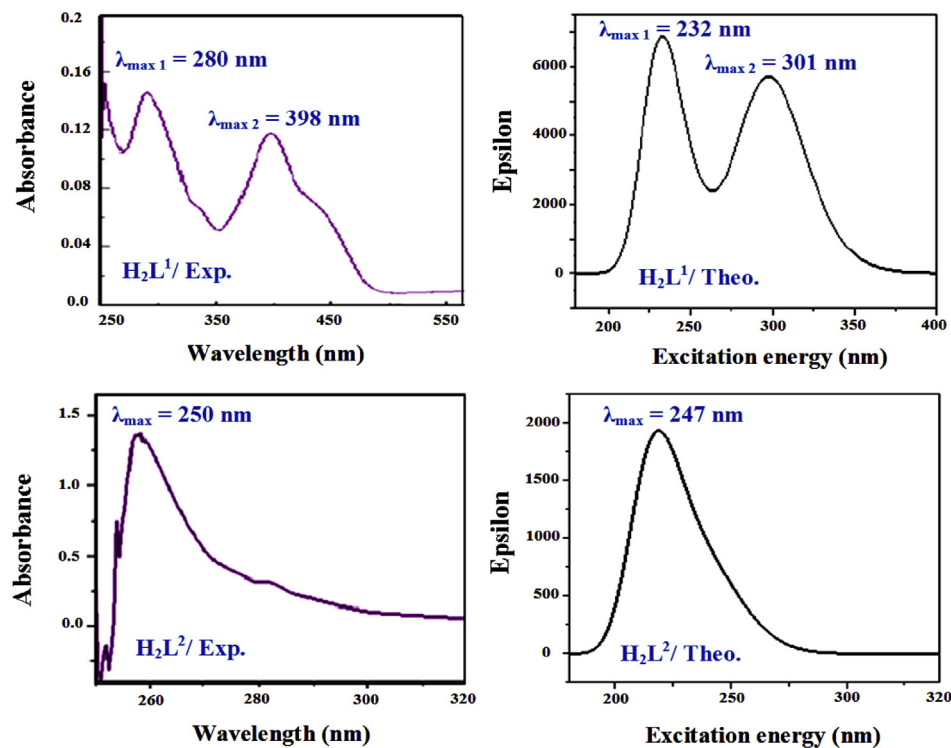 0.2
0.16
0.12
0.08
0.04
0.0
Absorbance
λmax 1 = 280 nm
λmax 2 = 398 nm
H₂L¹/ Exp.
250 350 450 550
Wavelength (nm)
6000
4000
2000
0
Epsilon
λmax 1 = 232 nm
λmax 2 = 301 nm
H₂L¹/ Theo.
200 250 300 350 400
Excitation energy (nm)
1.5
1.0
0.5
0.0
Absorbance
λmax = 250 nm
H₂L²/ Exp.
260 280 300 320
Wavelength (nm)
2000
1500
1000
500
0
Epsilon
λmax = 247 nm
H₂L²/ Theo.
200 250 300 320
Excitation energy (nm)